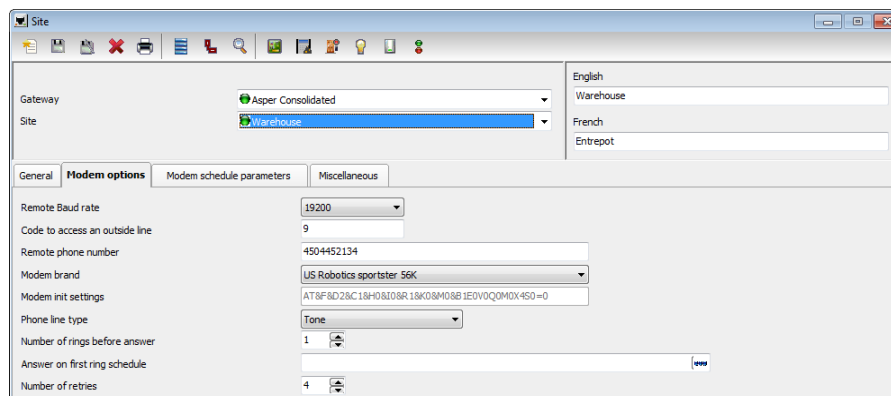 Site
English
Gateway
Asper Consolidated
Warehouse
Site
Warehouse
French
Entrepot
General
Modem options
Modem schedule parameters
Miscellaneous
Remote Baud rate
19200
Code to access an outside line
9
Remote phone number
4504452134
Modem brand
US Robotics sportster 56K
Modem init settings
AT&F&D2&C1&H0&I0&R1&K0&M0&B1E0V0Q0M0X4S0=0
Phone line type
Tone
Number of rings before answer
1
Answer on first ring schedule
Number of retries
4